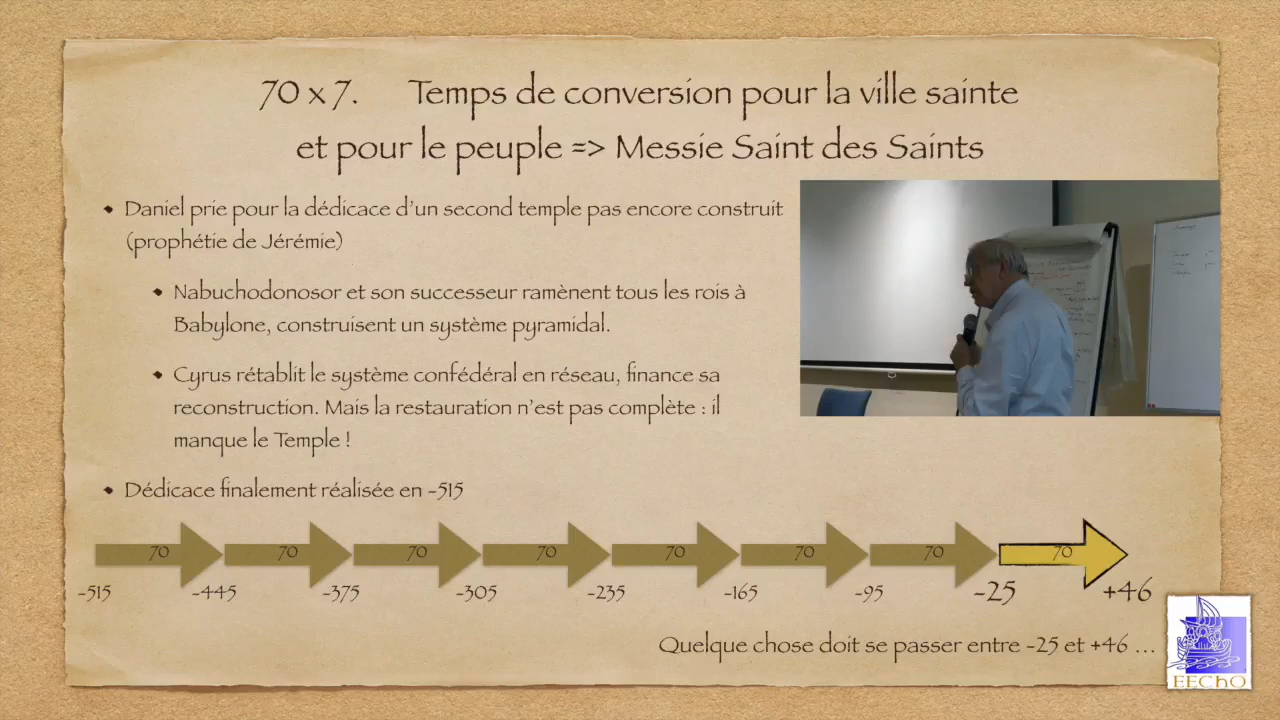 70 x 7. Temps de conversion pour la ville sainte
et pour le peuple => Messie Saint des Saints
• Daniel prie pour la dédicace d'un second temple pas encore construit
(prophétie de Jérémie)
• Nabuchodonosor et son successeur ramènent tous les rois à
Babylone, construisent un système pyramidal.
• Cyrus rétablit le système confédéral en réseau, finance sa
reconstruction. Mais la restauration n'est pas complète : il
manque le Temple !
• Dédicace finalement réalisée en -515
70 70 70 70 70 70 70 70
-515 -445 -375 -305 -235 -165 -95 -25 +46
Quelque chose doit se passer entre -25 et +46 ...
EEChO